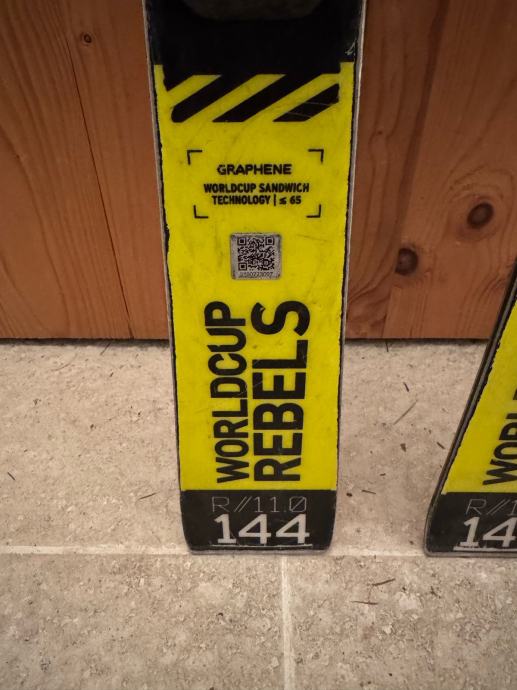 GRAPHENE
WORLDCUP SANDWICH
TECHNOLOGY | ≤ 65
WORLDCUP
REBELS
R//11.0
144